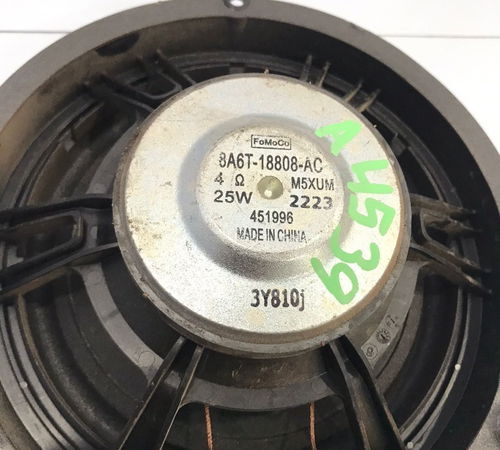 FoMoCo
8A6T-18808-AC
4 Ω M5XUM
25W 2223
451996
MADE IN CHINA
3Y810j
A 4539